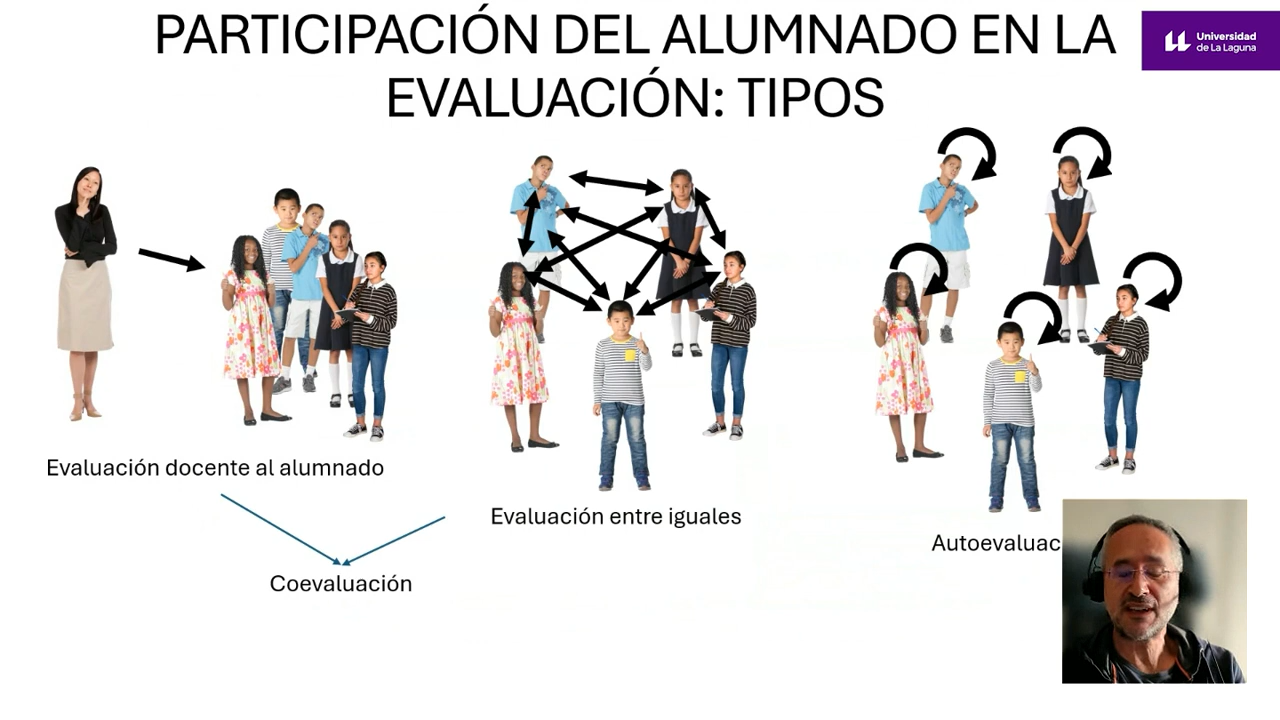 PARTICIPACIÓN DEL ALUMNADO EN LA
EVALUACIÓN: TIPOS
Universidad
de La Laguna
Evaluación docente al alumnado
Evaluación entre iguales
Autoevaluac
Coevaluación